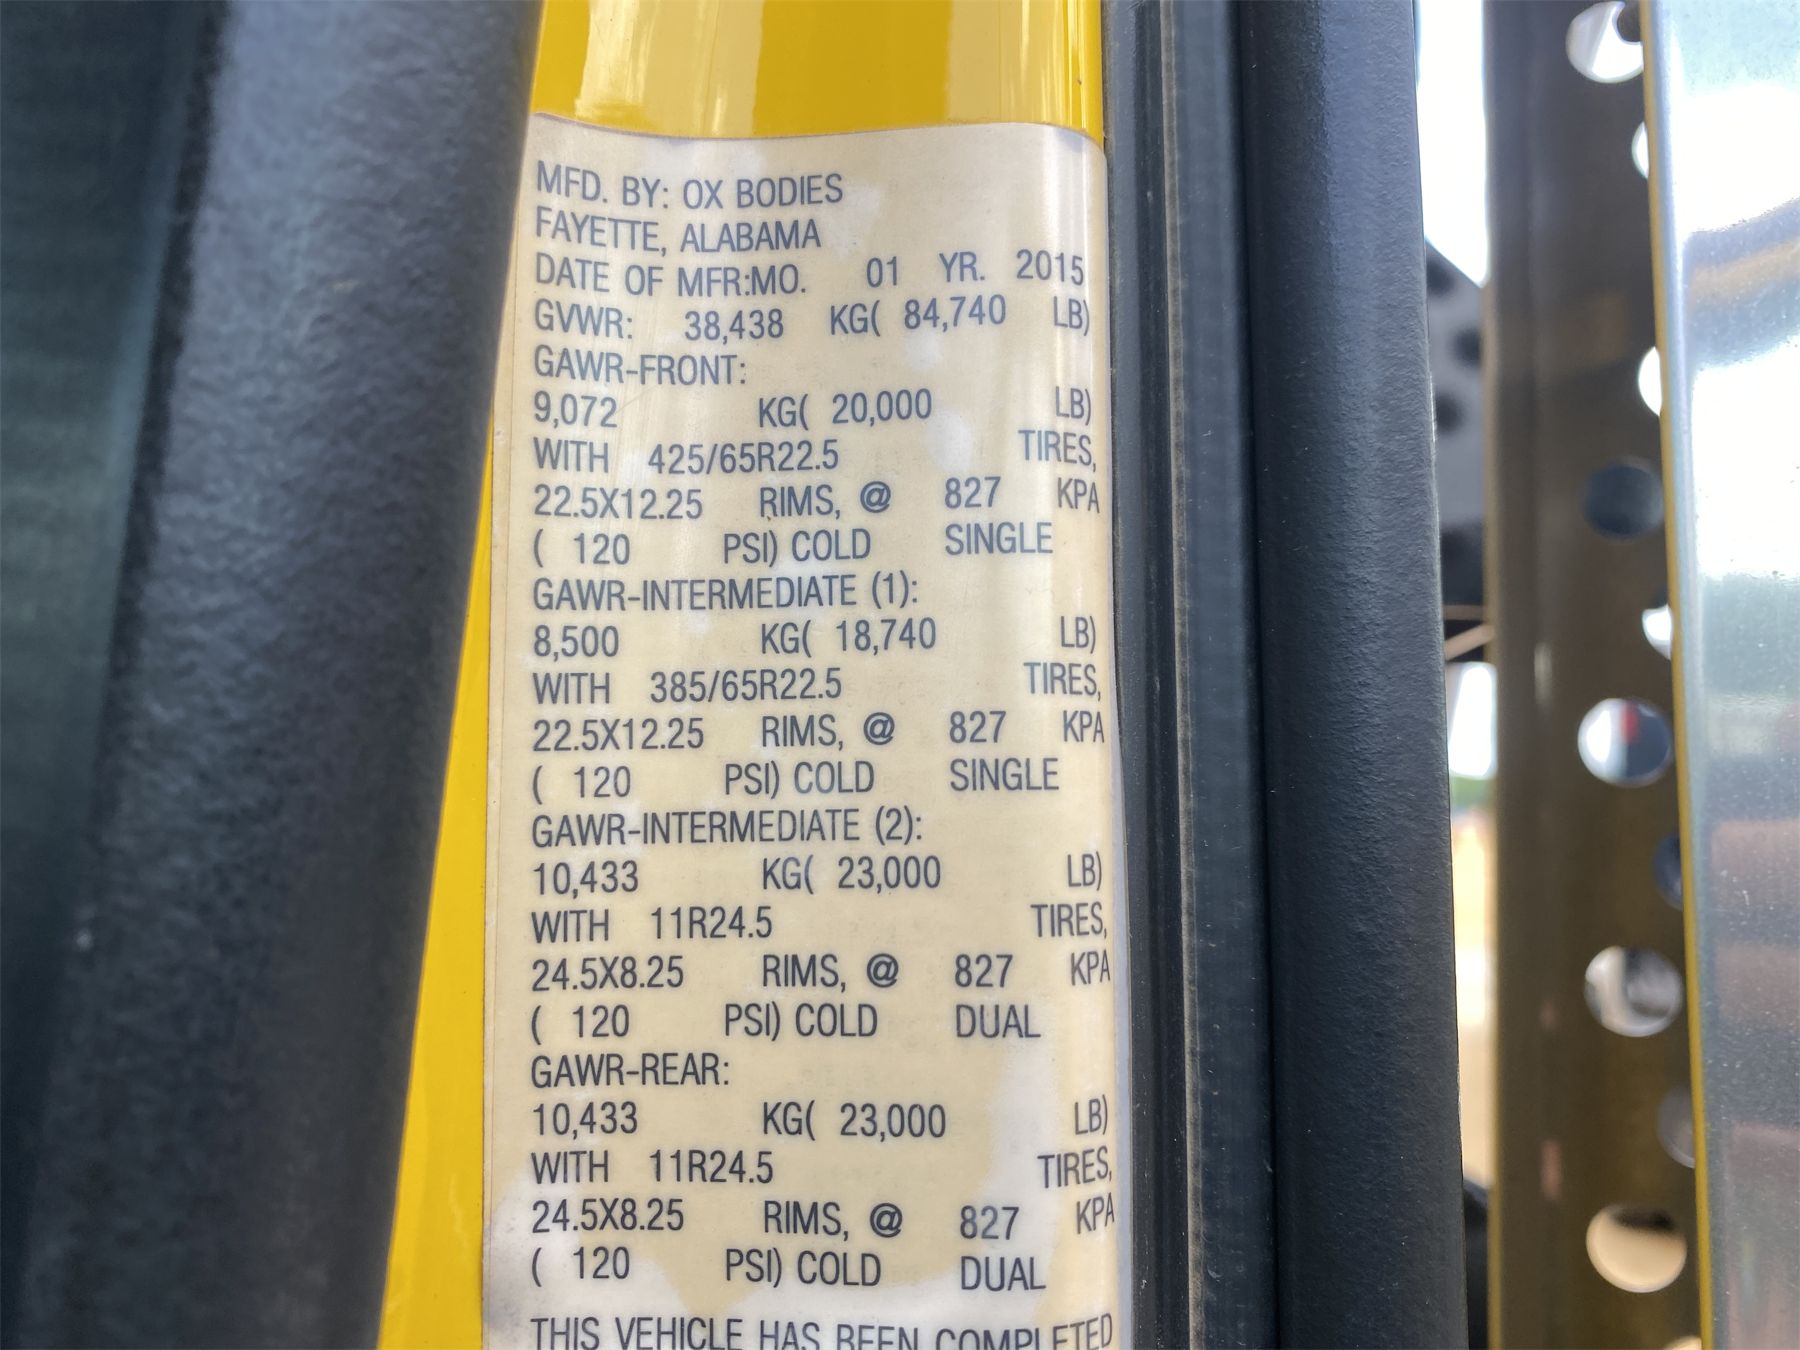 MFD. BY: OX BODIES
FAYETTE, ALABAMA
DATE OF MFR:MO. 01 YR. 2015
GVWR: 38,438 KG( 84,740 LB)
GAWR-FRONT:
9,072 KG( 20,000 LB)
WITH 425/65R22.5 TIRES,
22.5X12.25 RIMS, @ 827 KPA
( 120 PSI) COLD SINGLE
GAWR-INTERMEDIATE (1):
8,500 KG( 18,740 LB)
WITH 385/65R22.5 TIRES,
22.5X12.25 RIMS, @ 827 KPA
( 120 PSI) COLD SINGLE
GAWR-INTERMEDIATE (2):
10,433 KG( 23,000 LB)
WITH 11R24.5 TIRES,
24.5X8.25 RIMS, @ 827 KPA
( 120 PSI) COLD DUAL
GAWR-REAR:
10,433 KG( 23,000 LB)
WITH 11R24.5 TIRES,
24.5X8.25 RIMS, @ 827 KPA
( 120 PSI) COLD DUAL
THIS VEHICLE HAS BEEN COMPLETED